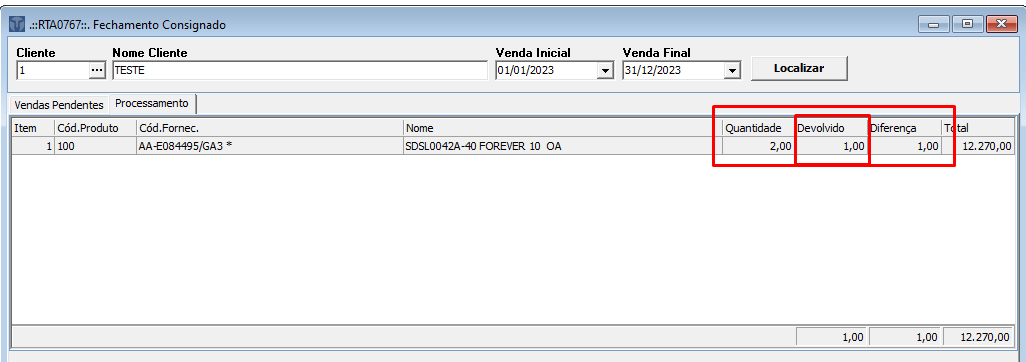 .::RTA0767::. Fechamento Consignado
Cliente Nome Cliente Venda Inicial Venda Final
1 ... TESTE 01/01/2023 31/12/2023 Localizar
Vendas Pendentes Processamento
Item Cód.Produto Cód.Fornec. Nome Quantidade Devolvido Diferença Total
1 100 AA-E084495/GA3 * SDSL0042A-40 FOREVER 10 OA 2,00 1,00 1,00 12.270,00
1,00 1,00 12.270,00